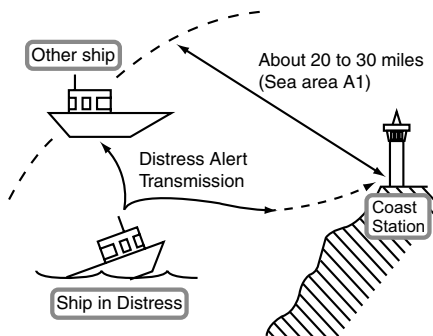 Other ship
About 20 to 30 miles
(Sea area A1)
Distress Alert
Transmission
Coast
Station
Ship in Distress